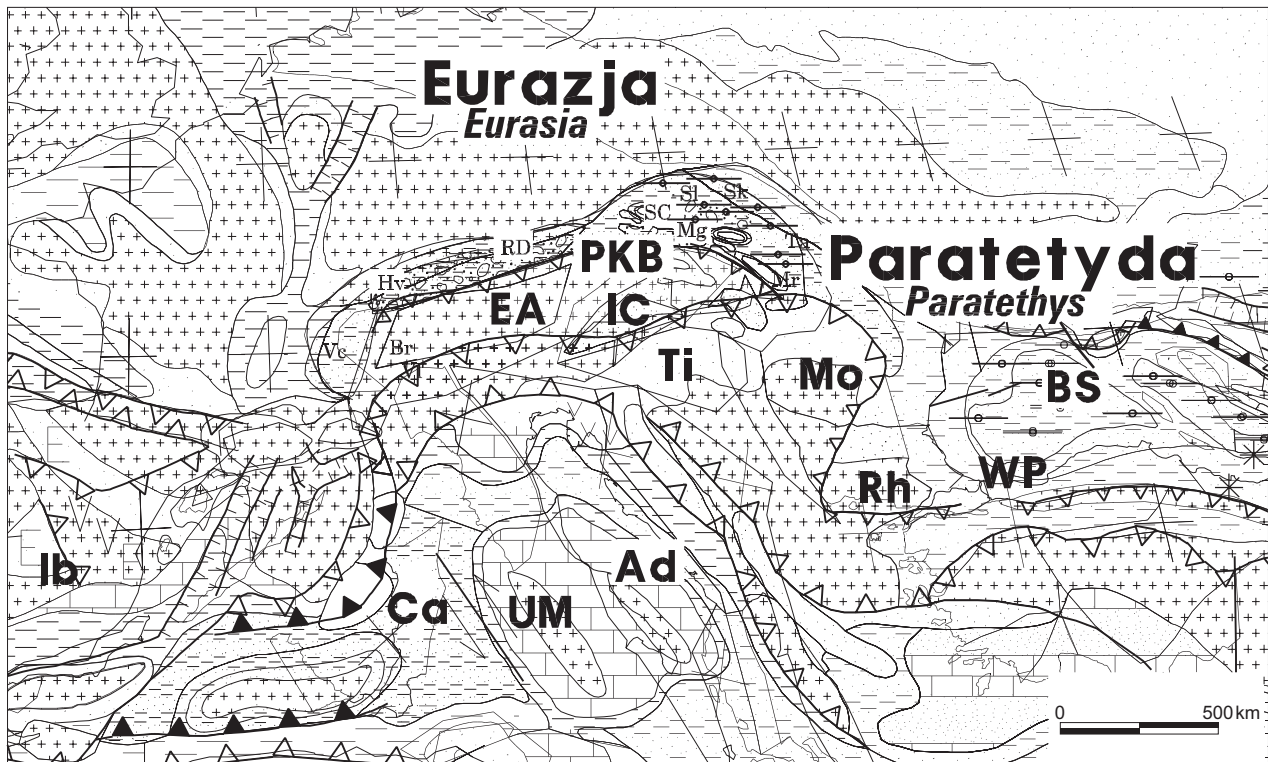 Eurazja
Eurasia
Sl
Sk
SC
Mg
RD
PKB
Paratetyda
Paratethys
Hv
Mr
EA
IC
Vc
Br
Ti
Mo
BS
WP
Rh
Ib
Ad
Ca
UM
0
500 km